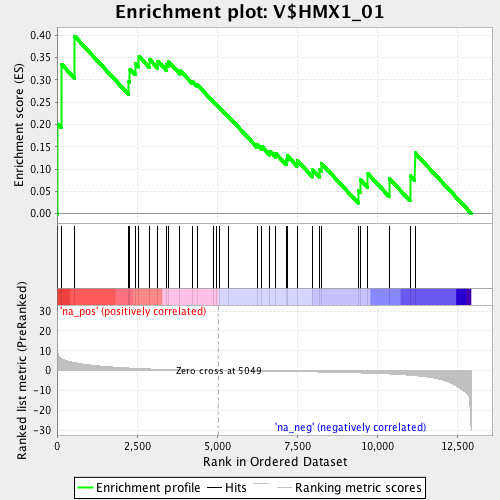 Enrichment plot: V$HMX1_01
Enrichment score (ES)
0.40
0.35
0.30
0.25
0.20
0.15
0.10
0.05
0.00
'na_pos' (positively correlated)
Ranked list metric (PreRanked)
30
20
10
0
-10
-20
-30
Zero cross at 5049
'na_neg' (negatively correlated)
0
2,500
5,000
7,500
10,000
12,500
Rank in Ordered Dataset
Enrichment profile
Hits
Ranking metric scores